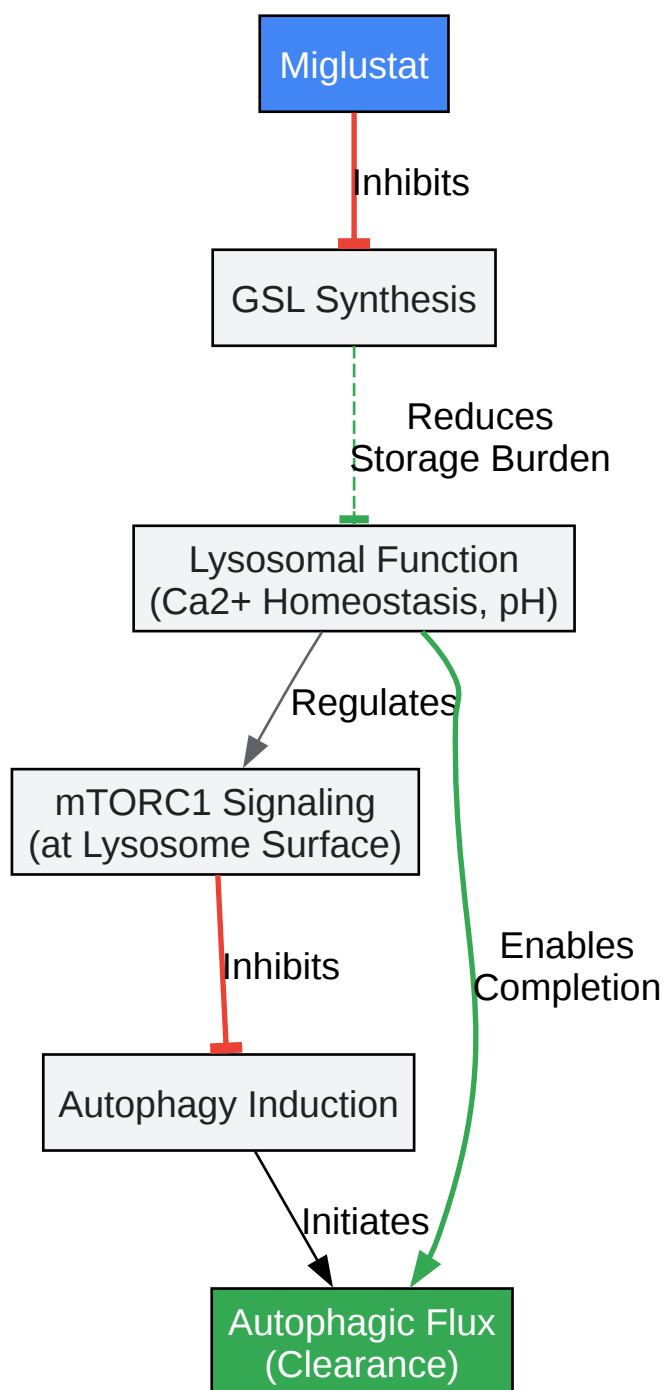 Miglustat
Inhibits
GSL Synthesis
Reduces
Storage Burden
Lysosomal Function
(Ca2+ Homeostasis, pH)
Regulates
mTORC1 Signaling
(at Lysosome Surface)
Inhibits
Enables
Completion
Autophagy Induction
Initiates
Autophagic Flux
(Clearance)